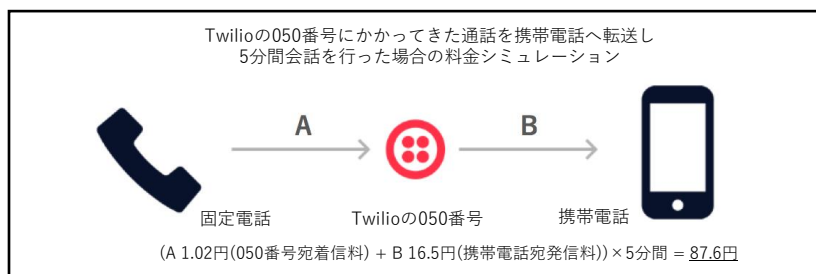 Twilioの050番号にかかってきた通話を携帯電話へ転送し
5分間会話を行った場合の料金シミュレーション
A
B
固定電話
Twilioの050番号
携帯電話
(A 1.02円(050番号宛着信料) + B 16.5円(携帯電話宛発信料))×5分間 = 87.6円